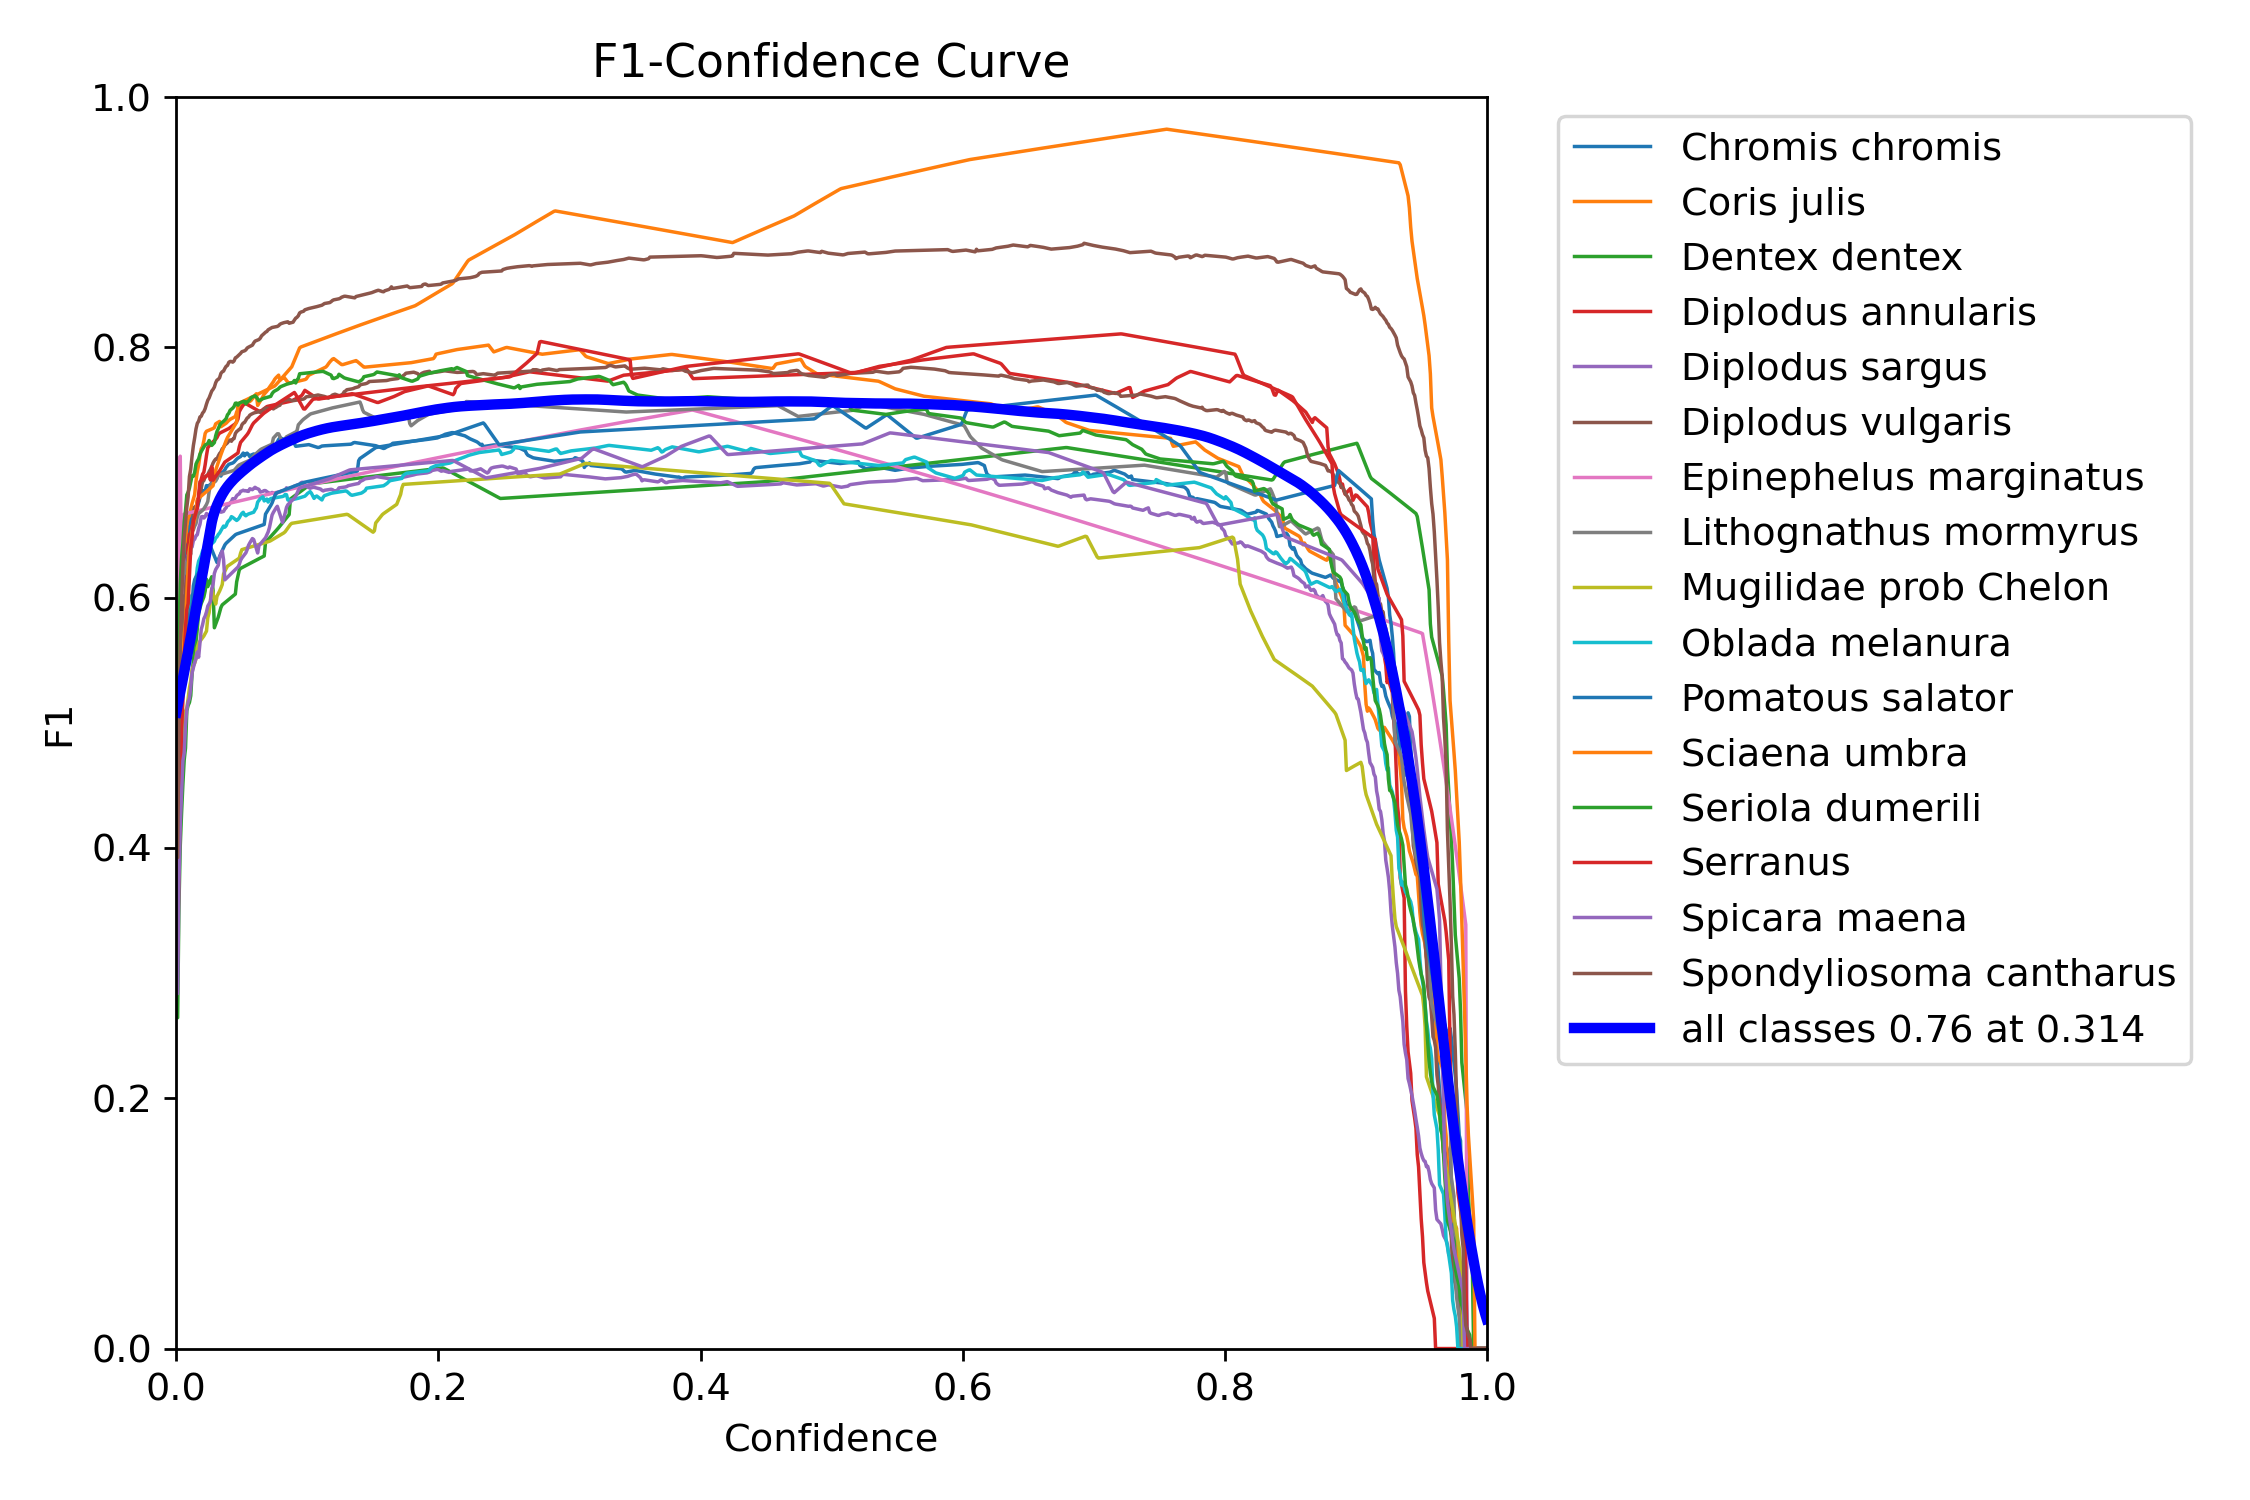 F1-Confidence Curve
1.0
0.8
0.6
0.4
0.2
0.0
F1
0.0 0.2 0.4 0.6 0.8 1.0
Confidence
Chromis chromis
Coris julis
Dentex dentex
Diplodus annularis
Diplodus sargus
Diplodus vulgaris
Epinephelus marginatus
Lithognathus mormyrus
Mugilidae prob Chelon
Oblada melanura
Pomatous salator
Sciaena umbra
Seriola dumerili
Serranus
Spicara maena
Spondyliosoma cantharus
all classes 0.76 at 0.314